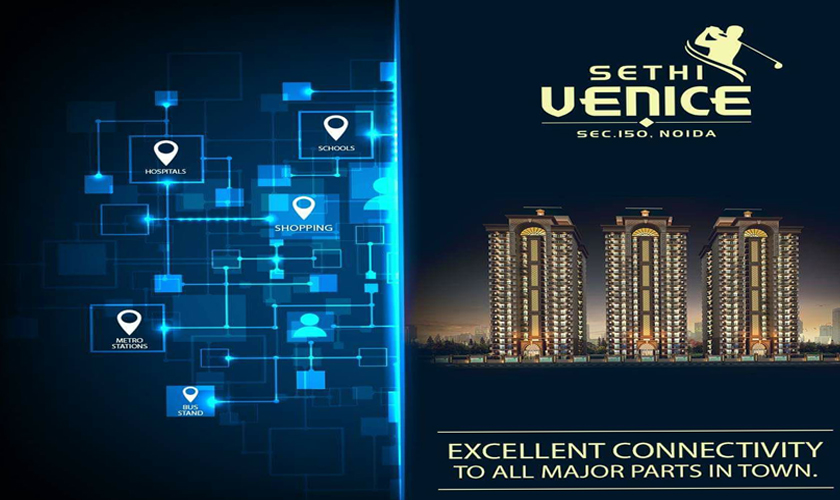 SCHOOLS
HOSPITALS
SHOPPING
METRO
STATIONS
BUS
STAND
SETHI
VENICE
SEC.150, NOIDA
EXCELLENT CONNECTIVITY
TO ALL MAJOR PARTS IN TOWN.